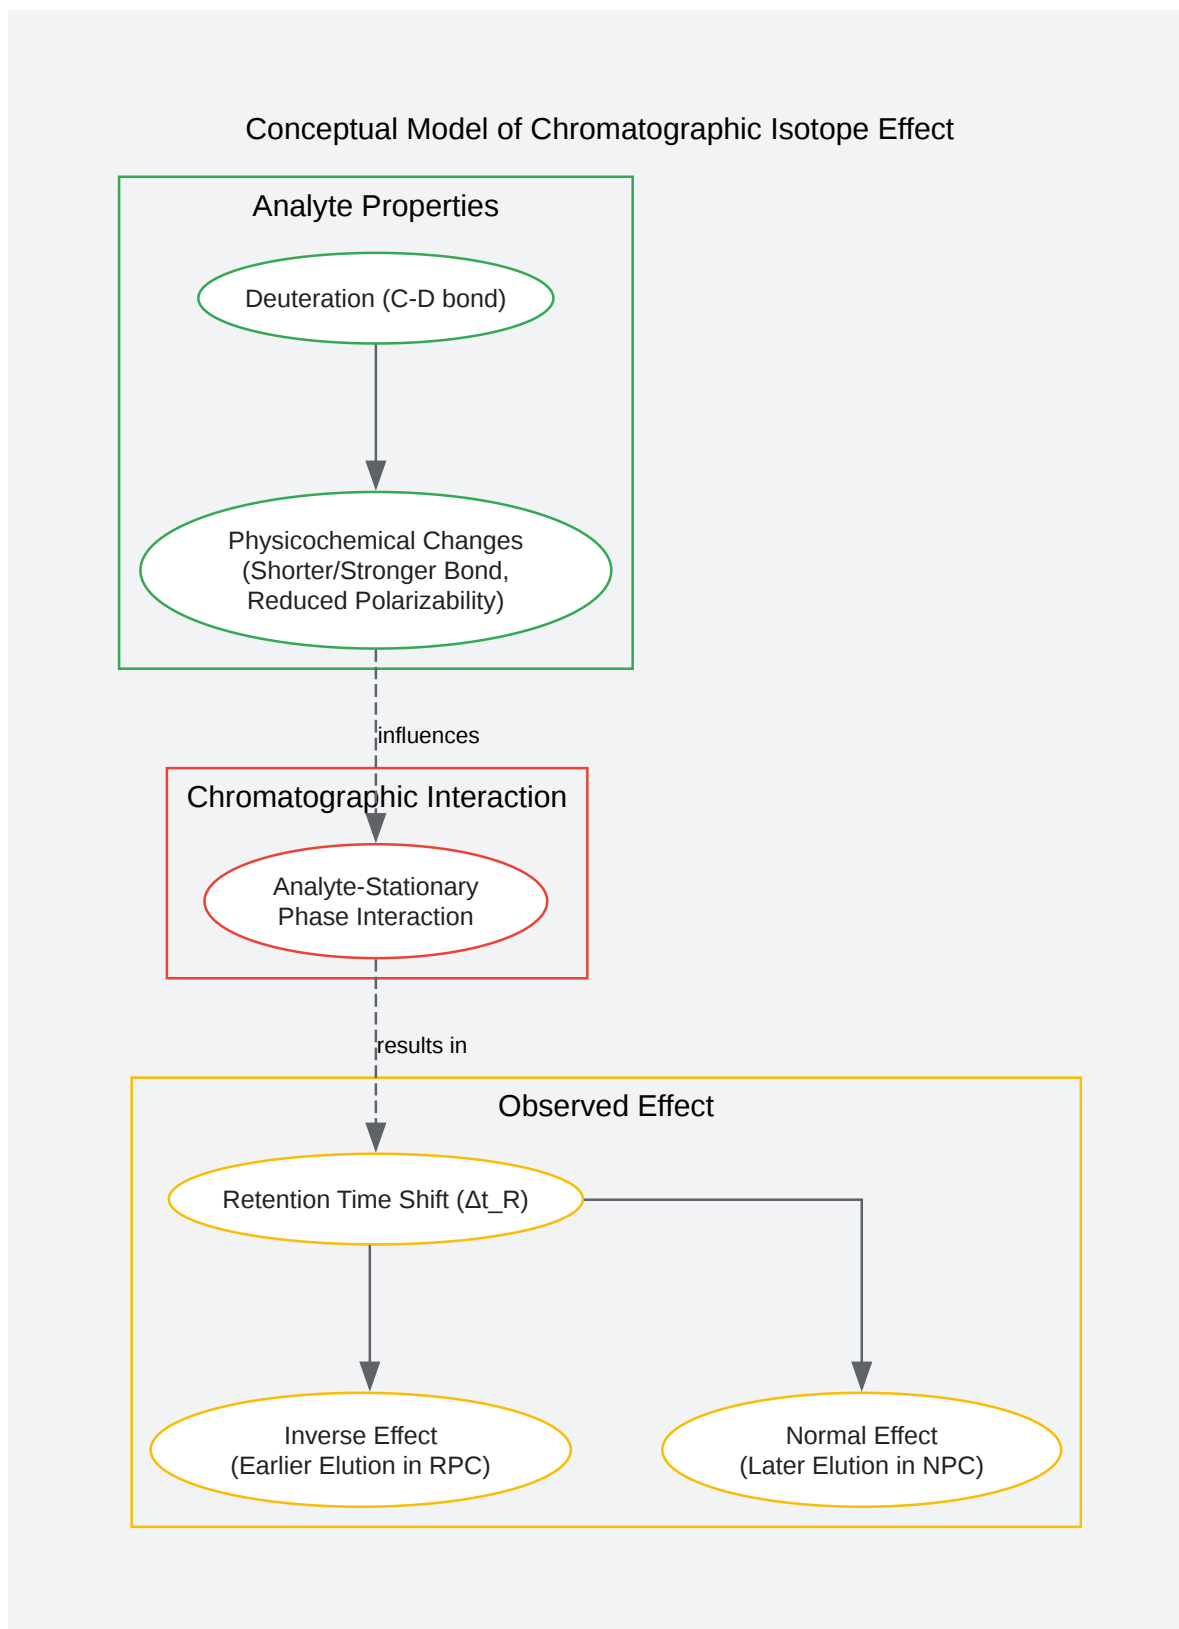 Conceptual Model of Chromatographic Isotope Effect
Analyte Properties
Deuteration (C-D bond)
Physicochemical Changes
(Shorter/Stronger Bond,
Reduced Polarizability)
influences
Chromatographic Interaction
Analyte-Stationary
Phase Interaction
results in
Observed Effect
Retention Time Shift (Δt_R)
Inverse Effect
(Earlier Elution in RPC)
Normal Effect
(Later Elution in NPC)